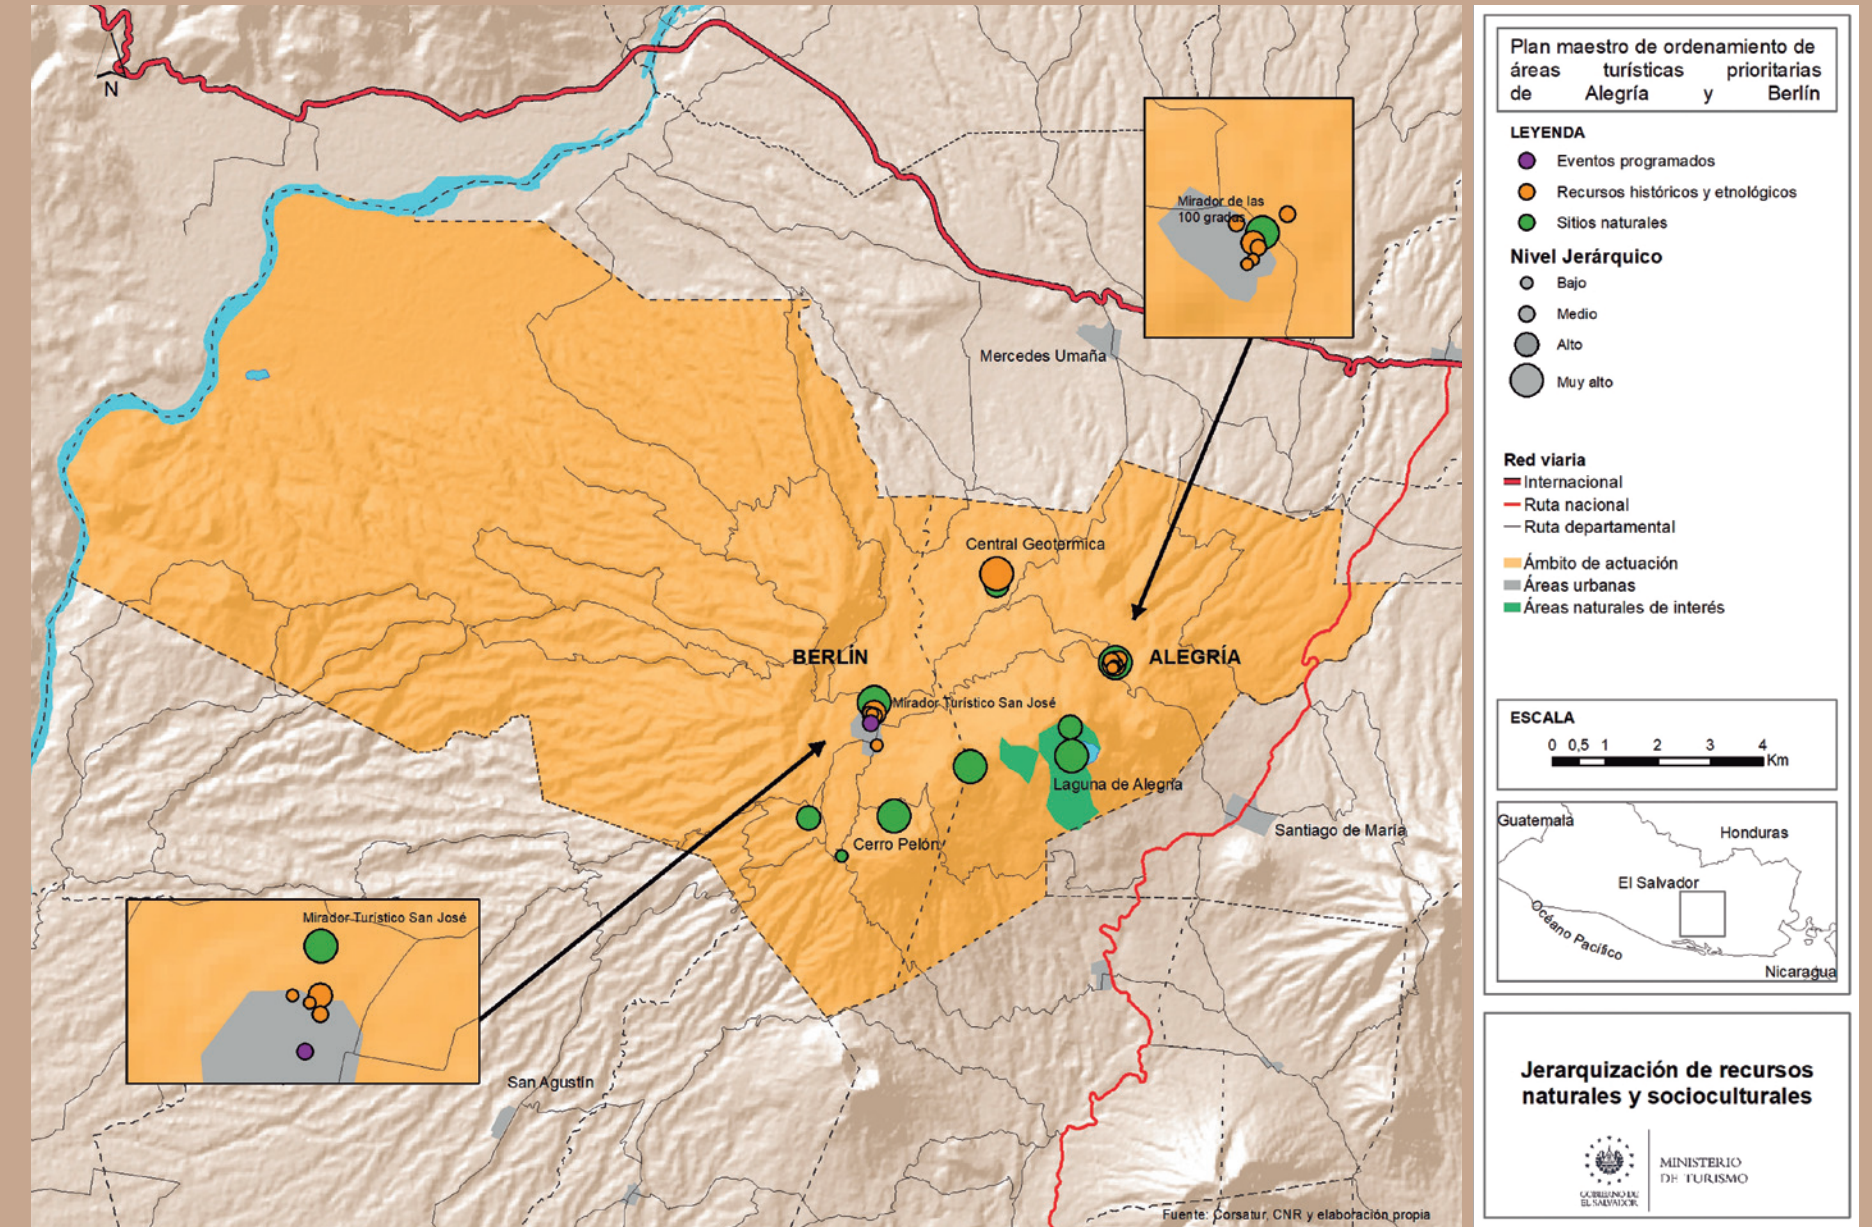 N
Mirador de las
100 gradas
Mercedes Umaña
Central Geotermica
BERLÍN
ALEGRÍA
Mirador Turístico San José
Laguna de Alegria
Santiago de María
Cerro Pelón
Mirador Turístico San José
San Agustín
Fuente: Corsatur, CNR y elaboración propia
Plan maestro de ordenamiento de
áreas turísticas prioritarias
de Alegría y Berlín
LEYENDA
Eventos programados
Recursos históricos y etnológicos
Sitios naturales
Nivel Jerárquico
Bajo
Medio
Alto
Muy alto
Red viaria
Internacional
Ruta nacional
Ruta departamental
Ámbito de actuación
Áreas urbanas
Áreas naturales de interés
ESCALA
0 0,5 1 2 3 4
Km
Guatemala
Honduras
El Salvador
Océano Pacífico
Nicaragua
Jerarquización de recursos
naturales y socioculturales
MINISTERIO
DE TURISMO
GOBIERNO DE
EL SALVADOR